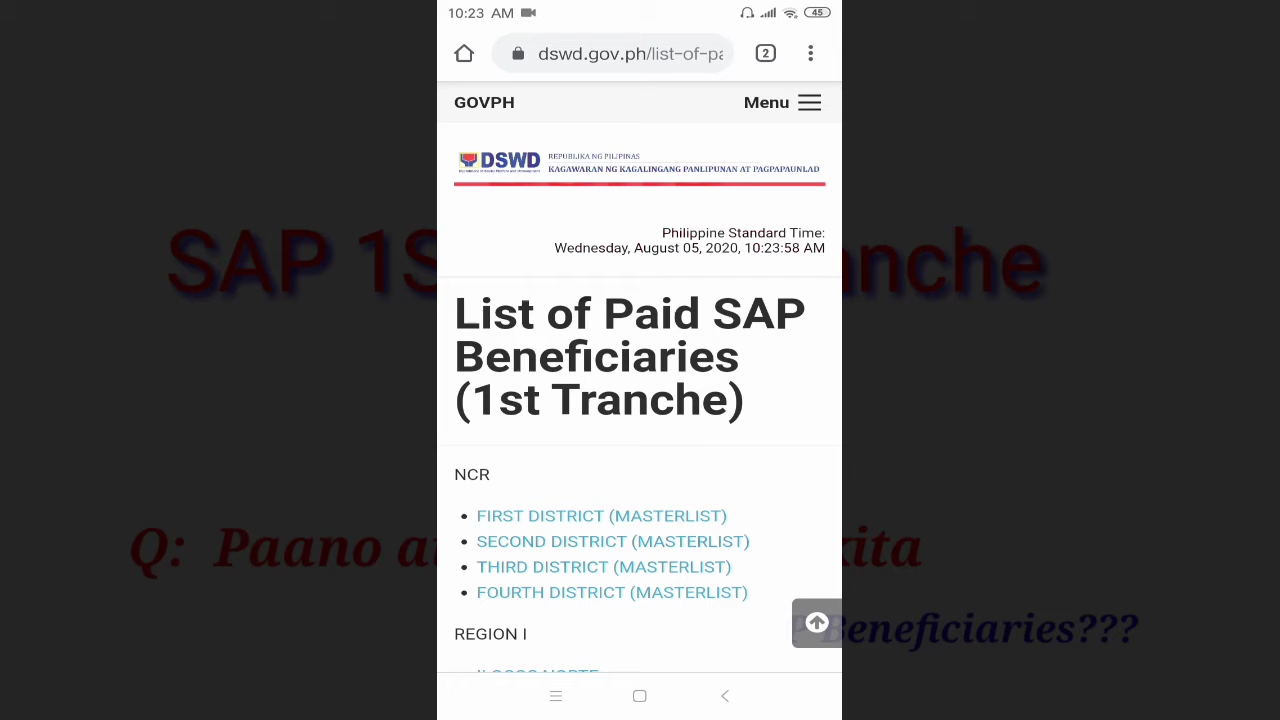 10:23 AM
45
dswd.gov.ph/list-of-pa
2
GOVPH
Menu
DSWD
REPUBLIKA NG PILIPINAS
KAGAWARAN NG KAGALINGANG PANLIPUNAN AT PAGPAPAUNLAD
Philippine Standard Time:
Wednesday, August 05, 2020, 10:23:58 AM
SAP 1S
anche
List of Paid SAP
Beneficiaries
(1st Tranche)
NCR
• FIRST DISTRICT (MASTERLIST)
• SECOND DISTRICT (MASTERLIST)
• THIRD DISTRICT (MASTERLIST)
• FOURTH DISTRICT (MASTERLIST)
Q: Paano a
kita
Beneficiaries???
REGION I